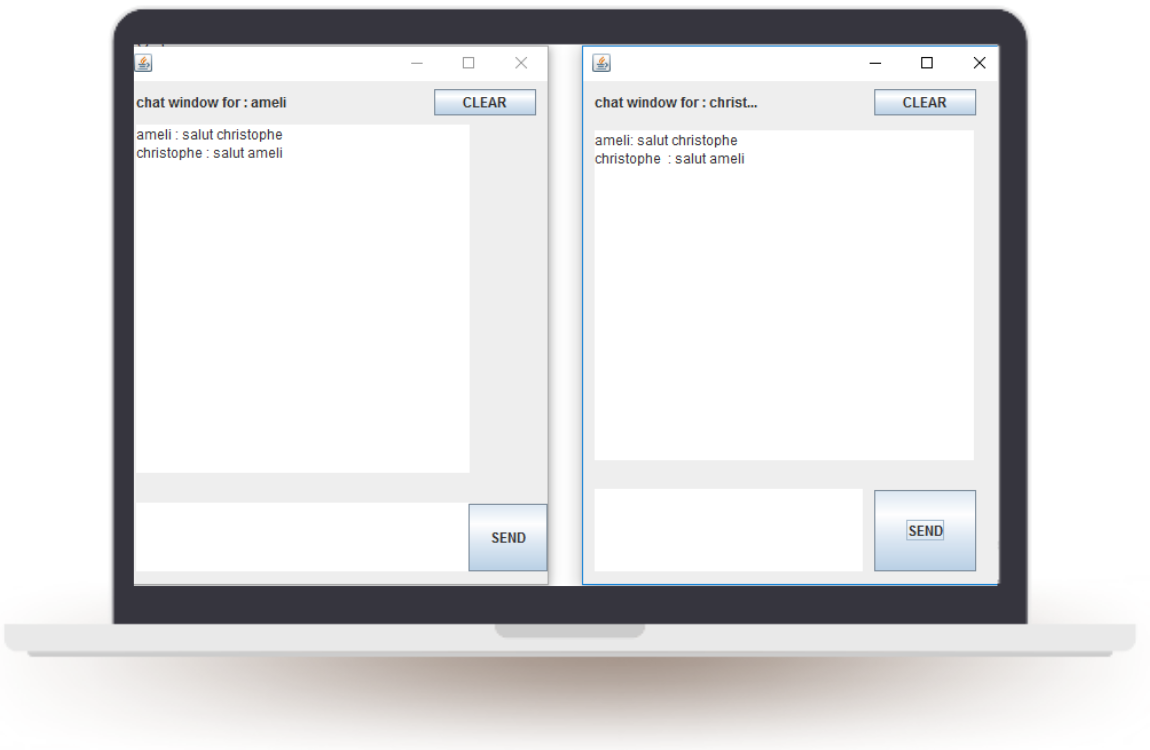 chat window for : ameli
CLEAR
ameli : salut christophe
christophe : salut ameli
SEND
chat window for : christ...
CLEAR
ameli: salut christophe
christophe : salut ameli
SEND